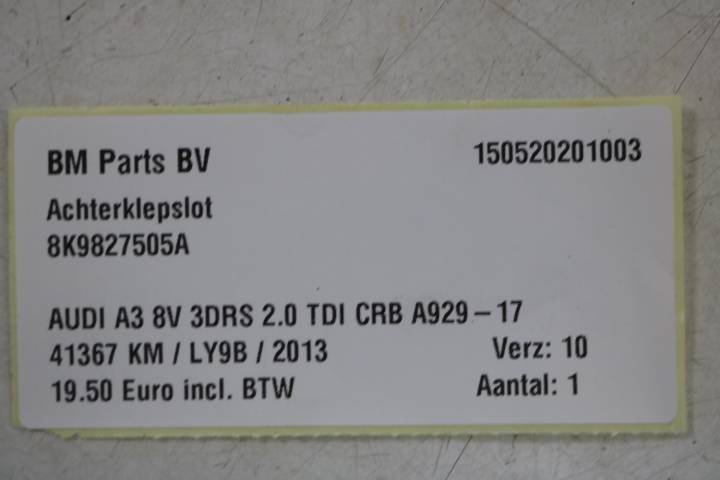 BM Parts BV 150520201003
Achterklepslot
8K9827505A
AUDI A3 8V 3DRS 2.0 TDI CRB A929-17
41367 KM / LY9B / 2013 Verz: 10
19.50 Euro incl. BTW Aantal: 1